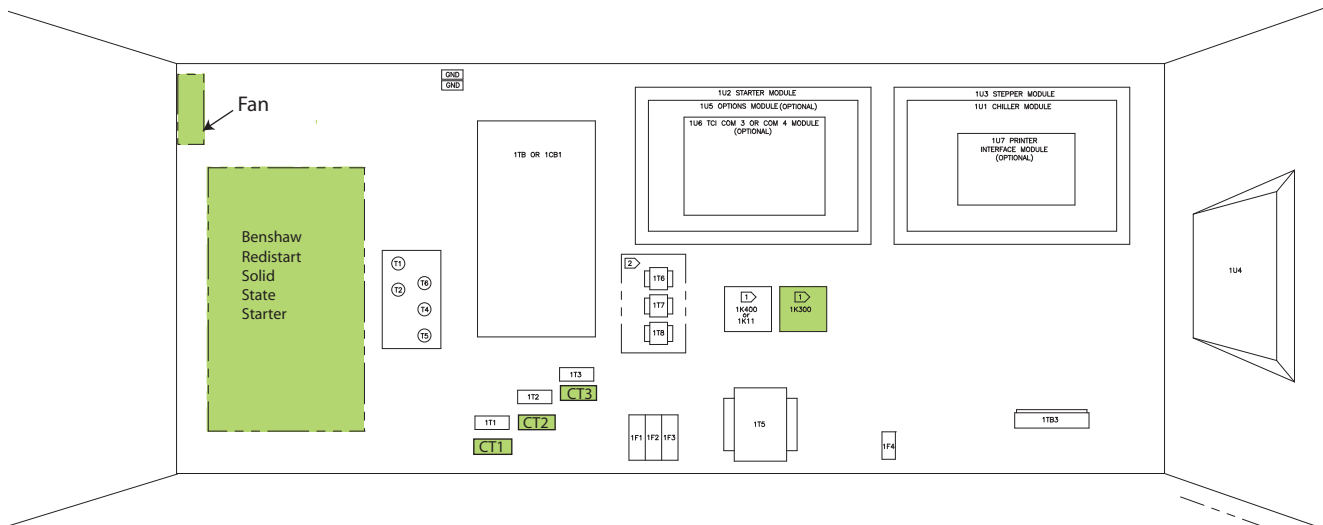 GND
GND
Fan
1U2 STARTER MODULE
1U5 OPTIONS MODULE (OPTIONAL)
1U6 TCI COM 3 OR COM 4 MODULE
(OPTIONAL)
1U3 STEPPER MODULE
1U1 CHILLER MODULE
1U7 PRINTER
INTERFACE MODULE
(OPTIONAL)
1TB OR 1CB1
Benshaw
Redistart
Solid
State
Starter
T1
T2
T6
T4
T5
2
1T6
1T7
1T8
1
1K400
or
1K11
1
1K300
1U4
1T3
CT3
1T2
CT2
1T1
CT1
1F1
1F2
1F3
1T5
1F4
1TB3